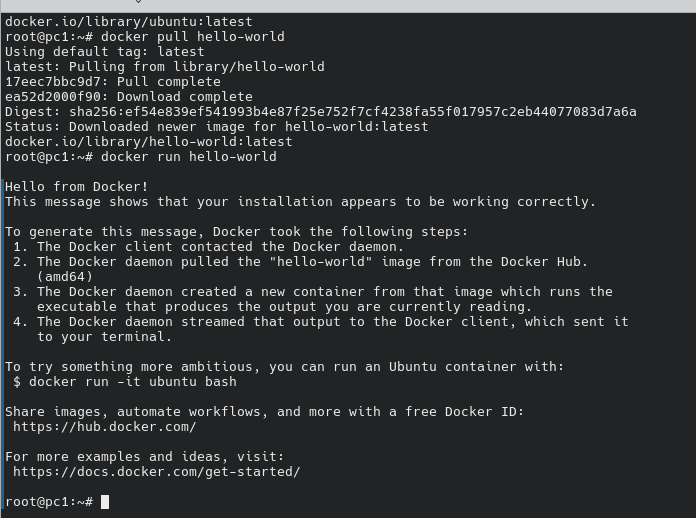 docker.io/library/ubuntu:latest
root@pc1:~# docker pull hello-world
Using default tag: latest
latest: Pulling from library/hello-world
17eec7bbc9d7: Pull complete
ea52d2000f90: Download complete
Digest: sha256:ef54e839ef541993b4e87f25e752f7cf4238fa55f017957c2eb44077083d7a6a
Status: Downloaded newer image for hello-world:latest
docker.io/library/hello-world:latest
root@pc1:~# docker run hello-world

Hello from Docker!
This message shows that your installation appears to be working correctly.

To generate this message, Docker took the following steps:
 1. The Docker client contacted the Docker daemon.
 2. The Docker daemon pulled the "hello-world" image from the Docker Hub.
    (amd64)
 3. The Docker daemon created a new container from that image which runs the
    executable that produces the output you are currently reading.
 4. The Docker daemon streamed that output to the Docker client, which sent it
    to your terminal.

To try something more ambitious, you can run an Ubuntu container with:
 $ docker run -it ubuntu bash

Share images, automate workflows, and more with a free Docker ID:
 https://hub.docker.com/

For more examples and ideas, visit:
 https://docs.docker.com/get-started/

root@pc1:~#